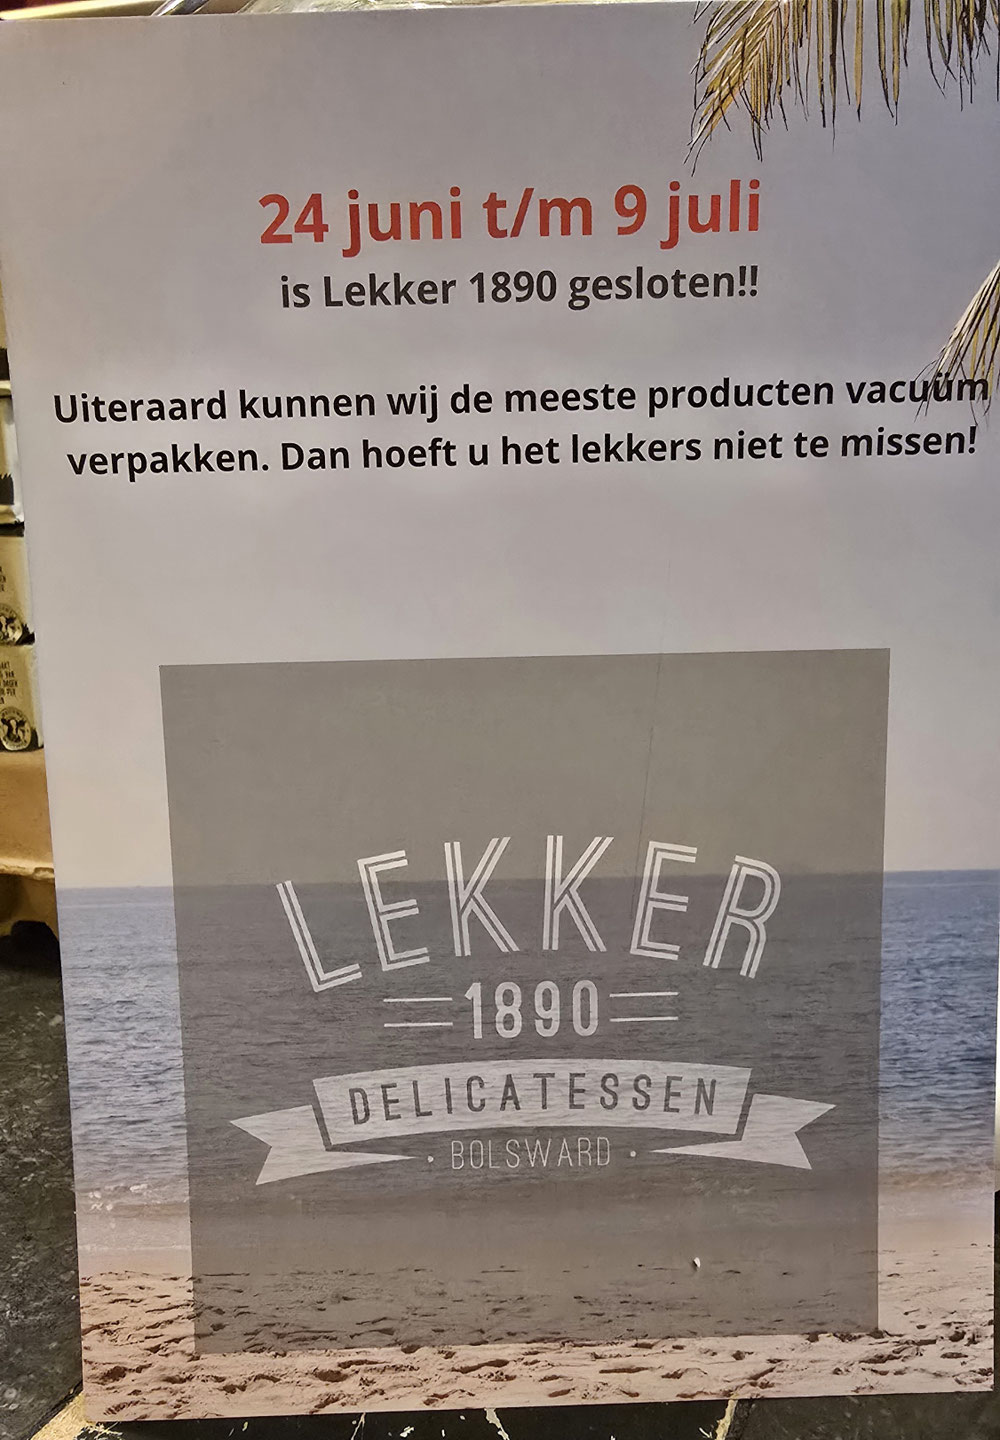 24 juni t/m 9 juli
is Lekker 1890 gesloten!!
Uiteraard kunnen wij de meeste producten vacuüm
verpakken. Dan hoeft u het lekkers niet te missen!
LEKKER
1890
DELICATESSEN
• BOLSWARD •